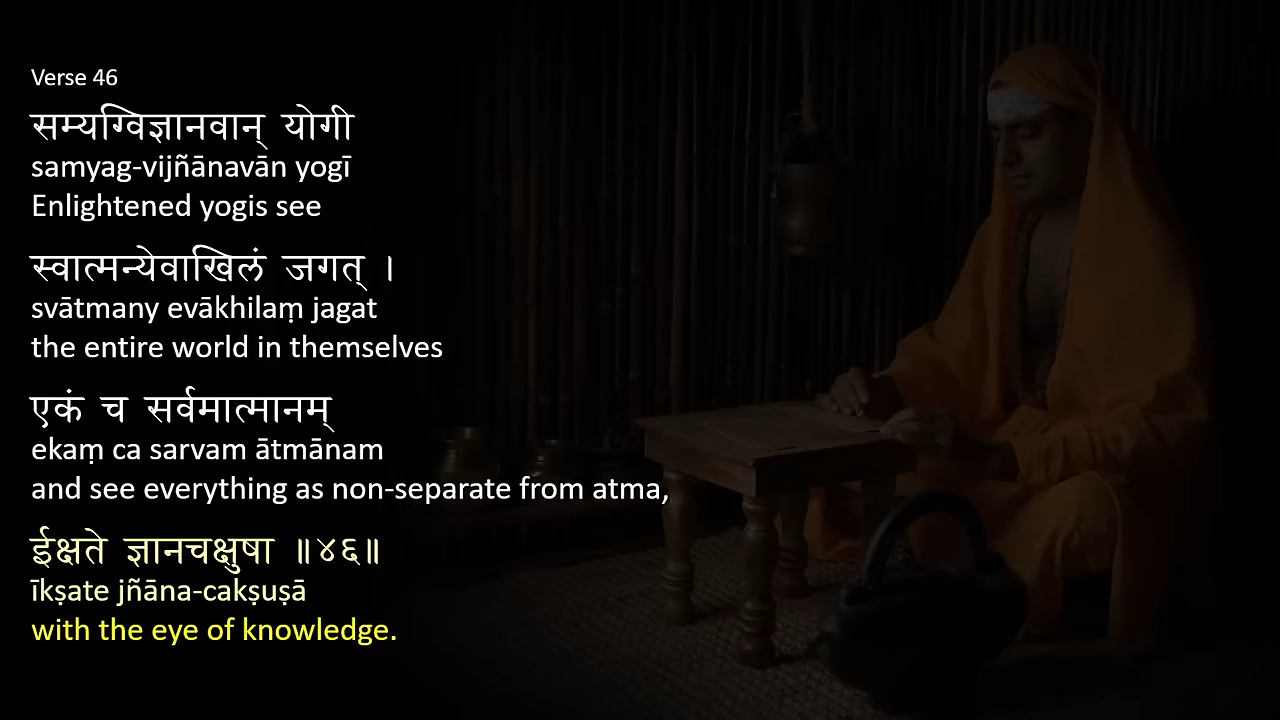 Verse 46
सम्यग्विज्ञानवान् योगी
samyag-vijñānavān yogī
Enlightened yogis see
स्वात्मन्येवाखिलं जगत् ।
svātmany evākhilaṃ jagat
the entire world in themselves
एकं च सर्वमात्मानम्
ekaṃ ca sarvam ātmānam
and see everything as non-separate from atma,
ईक्षते ज्ञानचक्षुषा ॥४६॥
īkṣate jñāna-cakṣuṣā
with the eye of knowledge.